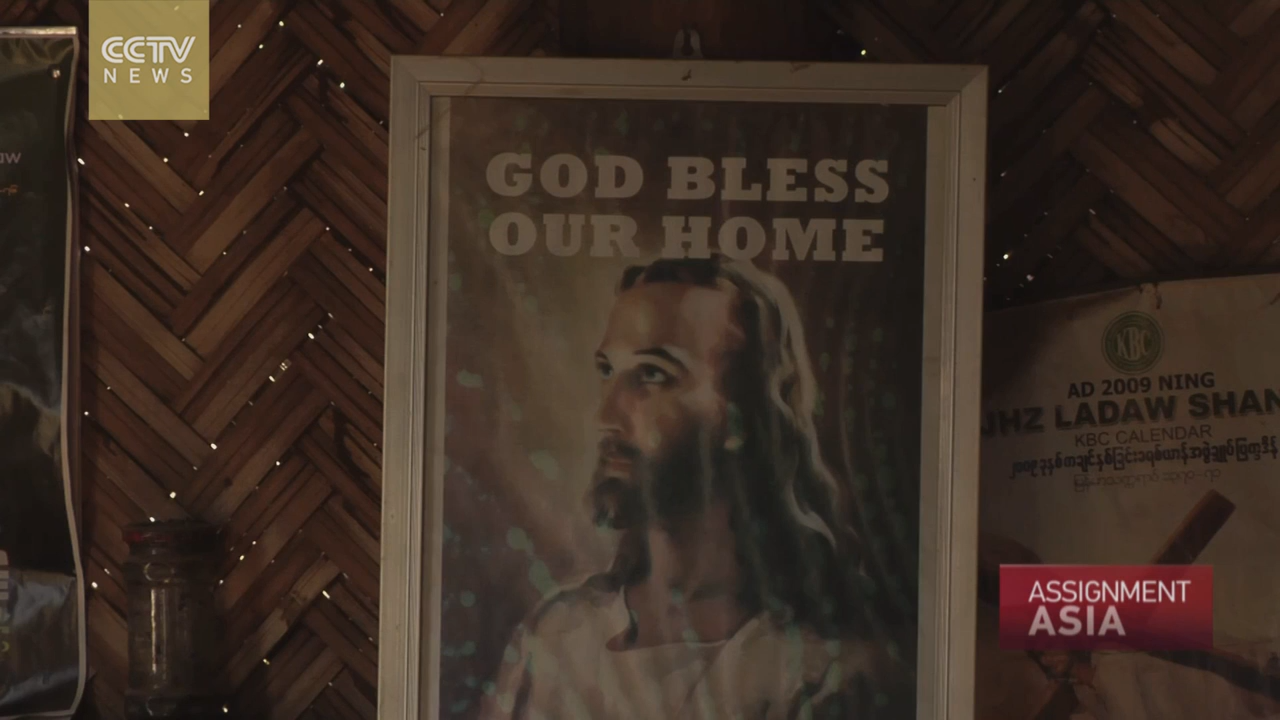 CCTV
NEWS
GOD BLESS
OUR HOME
KBC
AD 2009 NING
JHZ LADAW SHAN
KBC CALENDAR
ASSIGNMENT
ASIA